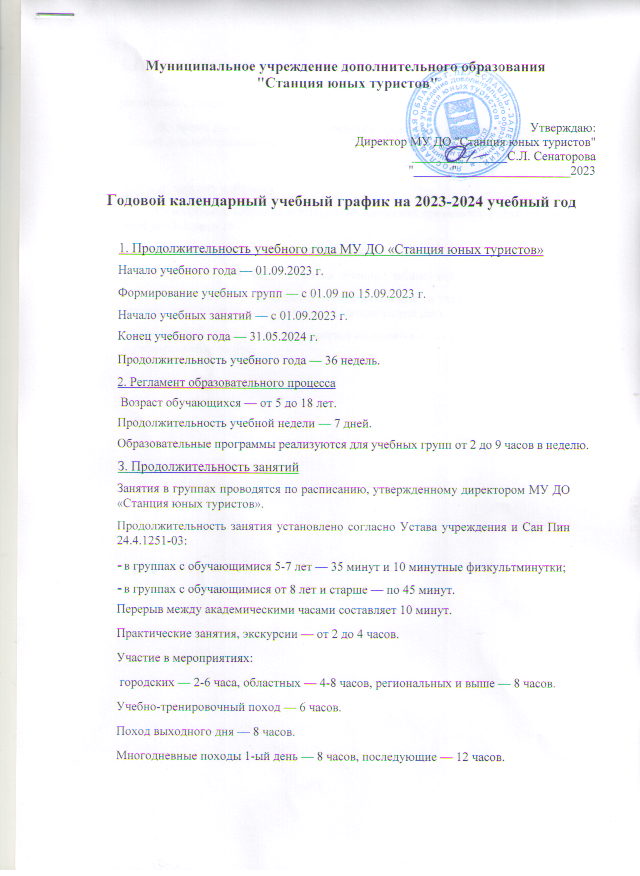 Муниципальное учреждение дополнительного образования
"Станция юных туристов"
Утверждаю:
Директор МУ ДО "Станция юных туристов"
С.Л. Сенаторова
"____"____________________2023
Годовой календарный учебный график на 2023-2024 учебный год
1. Продолжительность учебного года МУ ДО «Станция юных туристов»
Начало учебного года — 01.09.2023 г.
Формирование учебных групп — с 01.09 по 15.09.2023 г.
Начало учебных занятий — с 01.09.2023 г.
Конец учебного года — 31.05.2024 г.
Продолжительность учебного года — 36 недель.
2. Регламент образовательного процесса
Возраст обучающихся — от 5 до 18 лет.
Продолжительность учебной недели — 7 дней.
Образовательные программы реализуются для учебных групп от 2 до 9 часов в неделю.
3. Продолжительность занятий
Занятия в группах проводятся по расписанию, утвержденному директором МУ ДО
«Станция юных туристов».
Продолжительность занятия установлено согласно Устава учреждения и Сан Пин
24.4.1251-03:
- в группах с обучающимися 5-7 лет — 35 минут и 10 минутные физкультминутки;
- в группах с обучающимися от 8 лет и старше — по 45 минут.
Перерыв между академическими часами составляет 10 минут.
Практические занятия, экскурсии — от 2 до 4 часов.
Участие в мероприятиях:
городских — 2-6 часа, областных — 4-8 часов, региональных и выше — 8 часов.
Учебно-тренировочный поход — 6 часов.
Поход выходного дня — 8 часов.
Многодневные походы 1-ый день — 8 часов, последующие — 12 часов.